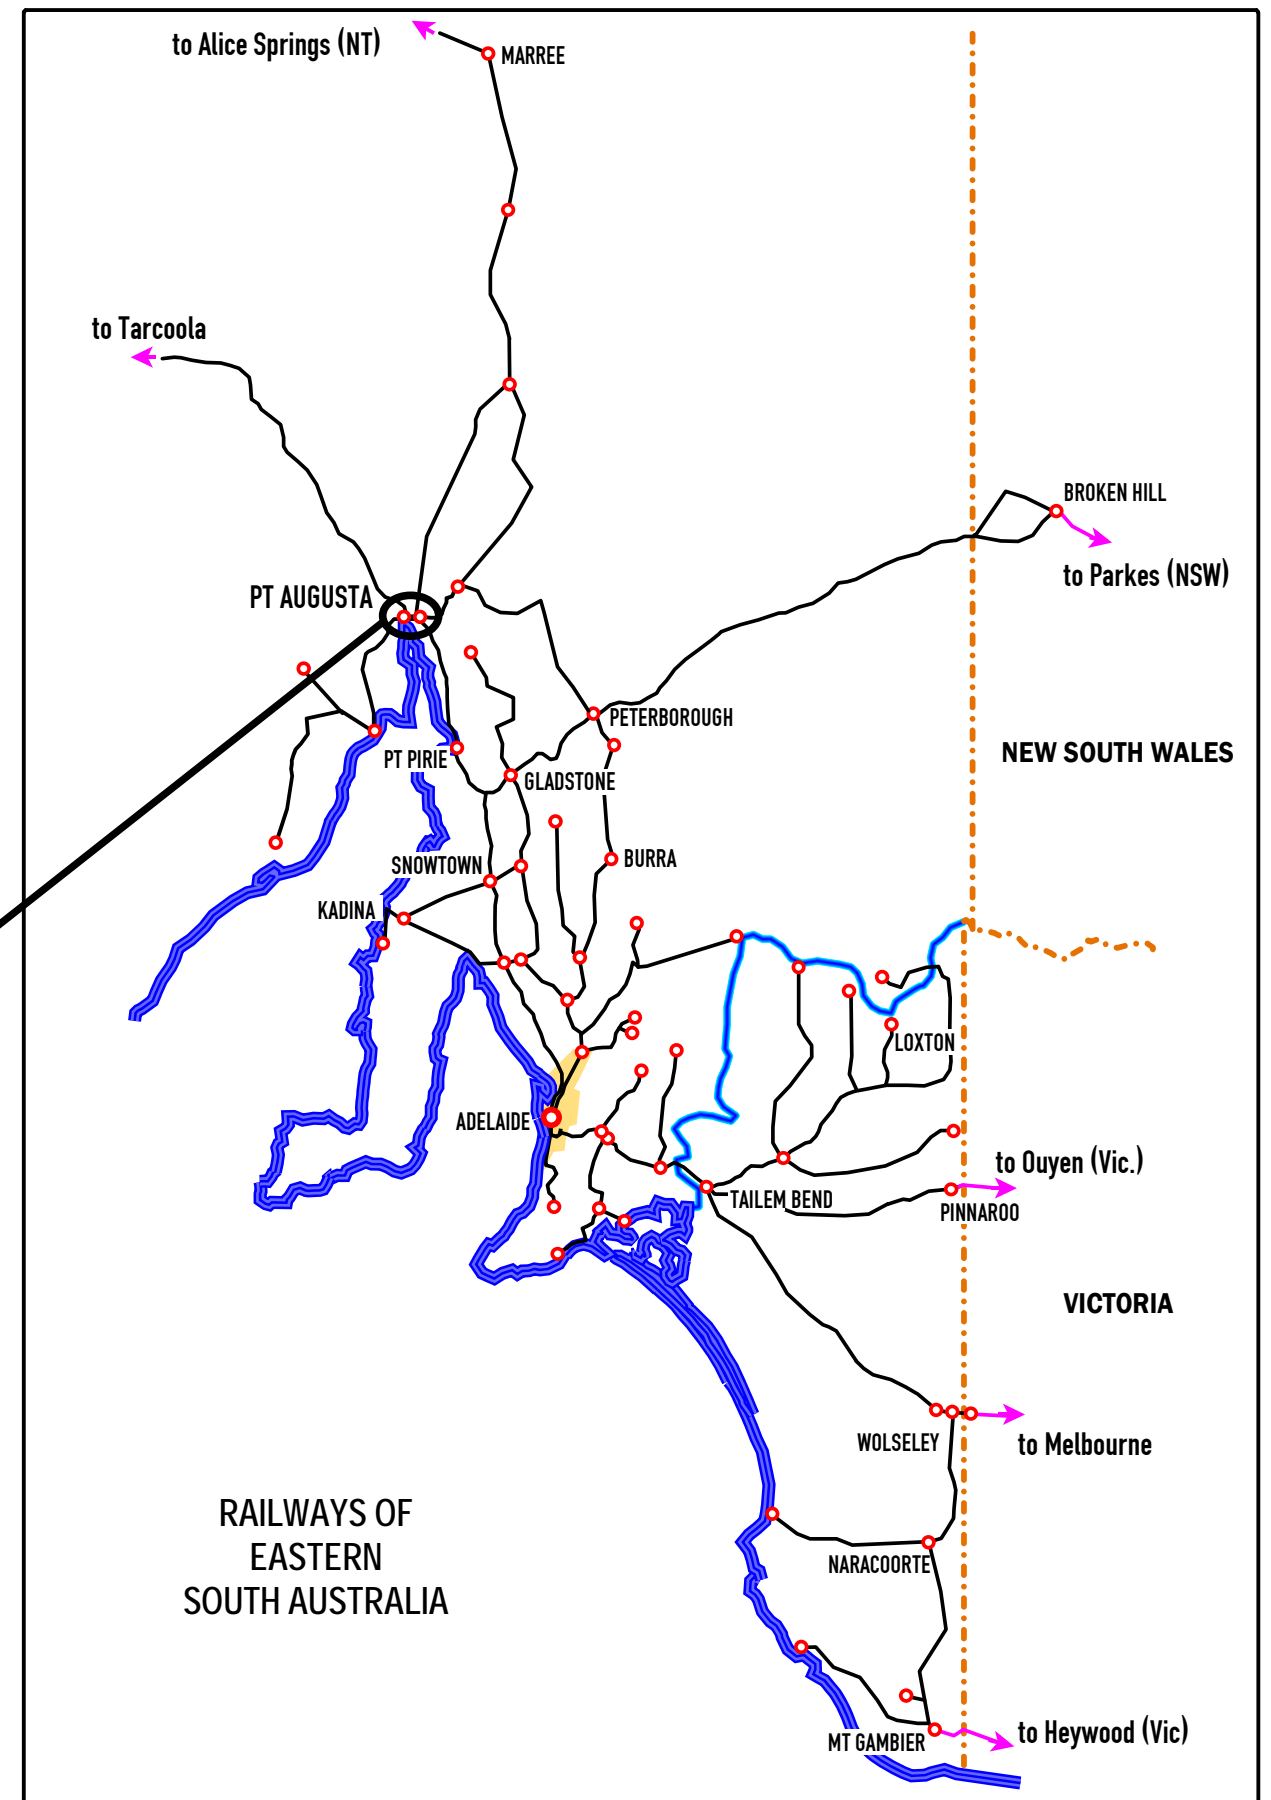 to Alice Springs (NT)
MARREE
to Tarcoola
BROKEN HILL
to Parkes (NSW)
PT AUGUSTA
PETERBOROUGH
NEW SOUTH WALES
PT PIRIE
GLADSTONE
SNOWTOWN
BURRA
KADINA
LOXTON
ADELAIDE
to Ouyen (Vic.)
TAILEM BEND
PINNAROO
VICTORIA
WOLSELEY
to Melbourne
RAILWAYS OF
EASTERN
SOUTH AUSTRALIA
NARACOORTE
MT GAMBIER
to Heywood (Vic)